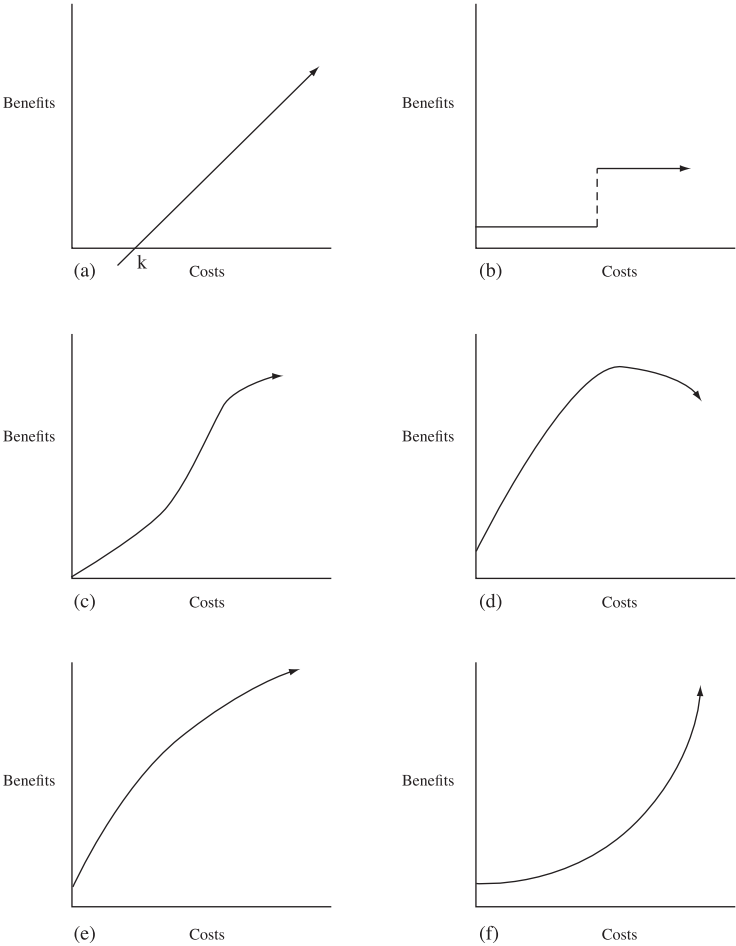 Benefits
Benefits
k
(a)
Costs
(b)
Costs
Benefits
Benefits
(c)
Costs
(d)
Costs
Benefits
Benefits
(e)
Costs
(f)
Costs